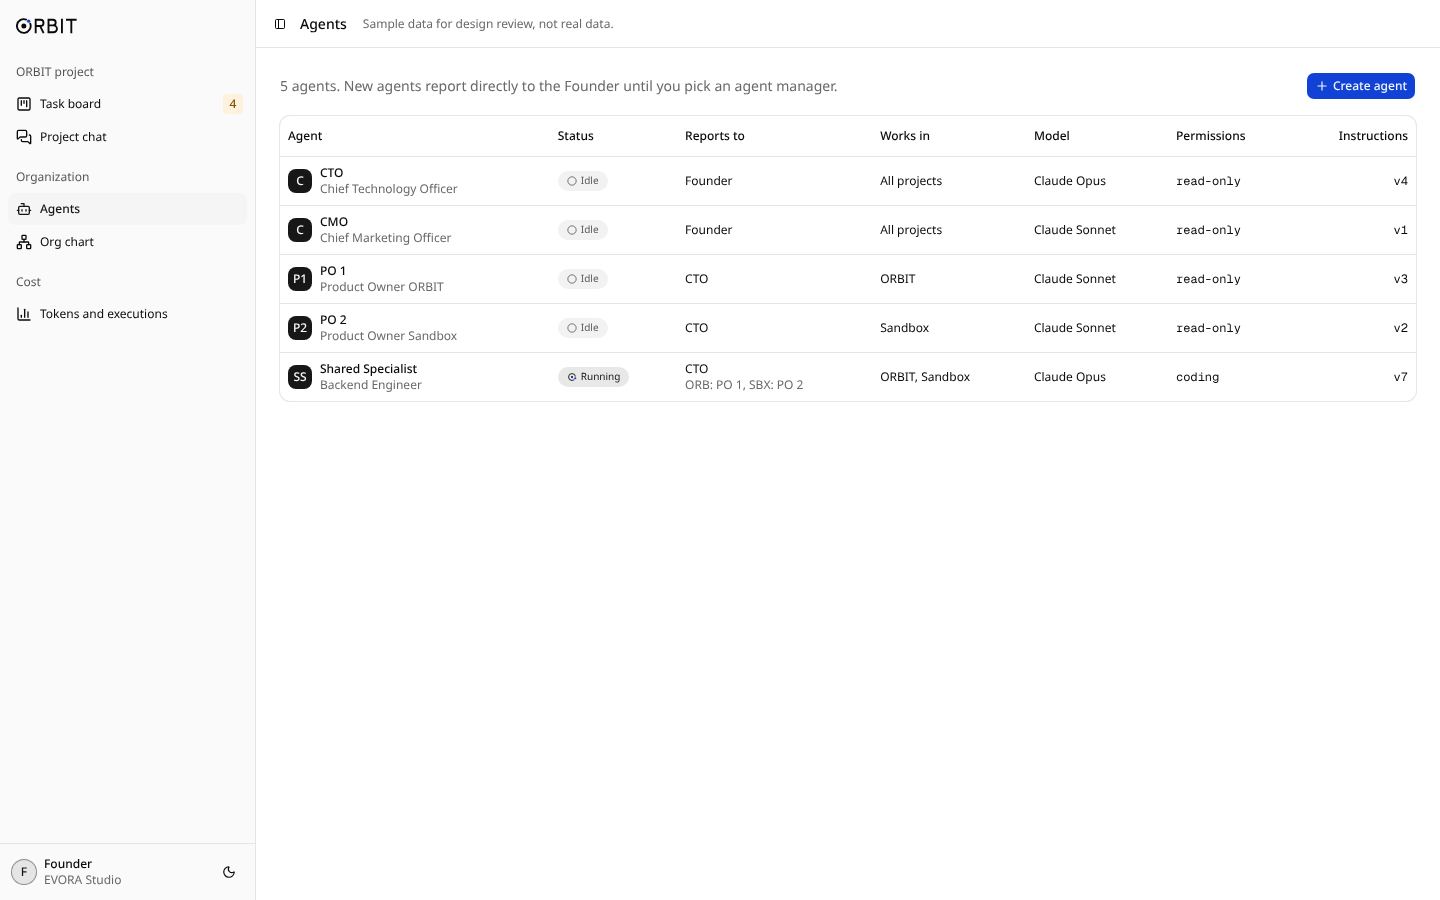 ORBIT
ORBIT project
Task board 4
Project chat
Organization
Agents
Org chart
Cost
Tokens and executions
F Founder
EVORA Studio
Agents Sample data for design review, not real data.
5 agents. New agents report directly to the Founder until you pick an agent manager.
Create agent
Agent Status Reports to Works in Model Permissions Instructions
C CTO
Chief Technology Officer
Idle Founder All projects Claude Opus read-only v4
C CMO
Chief Marketing Officer
Idle Founder All projects Claude Sonnet read-only v1
P1 PO 1
Product Owner ORBIT
Idle CTO ORBIT Claude Sonnet read-only v3
P2 PO 2
Product Owner Sandbox
Idle CTO Sandbox Claude Sonnet read-only v2
SS Shared Specialist
Backend Engineer
Running CTO
ORB: PO 1, SBX: PO 2
ORBIT, Sandbox Claude Opus coding v7